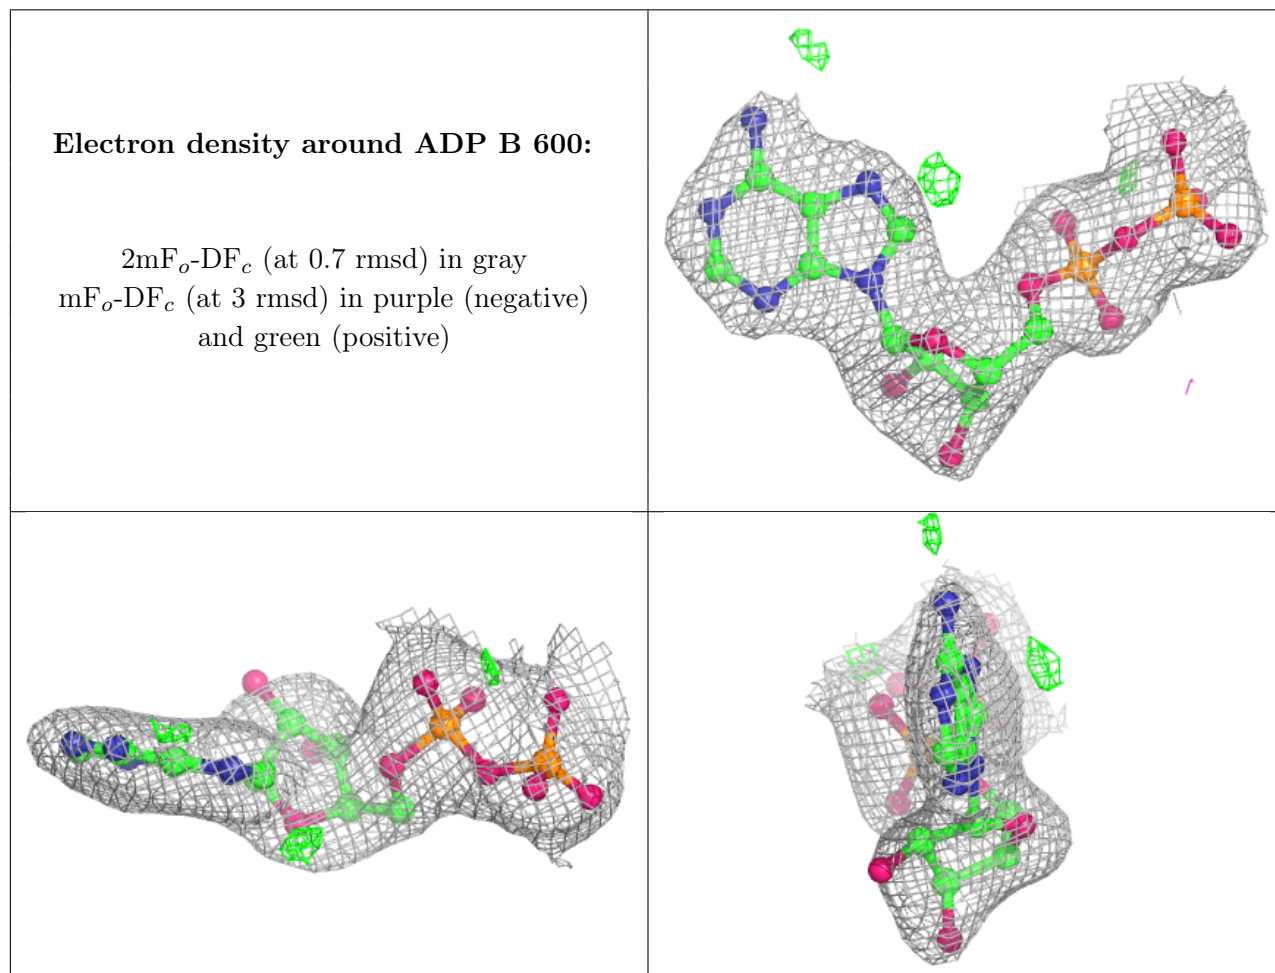 Electron density around ADP B 600:
2mFo-DFc (at 0.7 rmsd) in gray
mFo-DFc (at 3 rmsd) in purple (negative)
and green (positive)